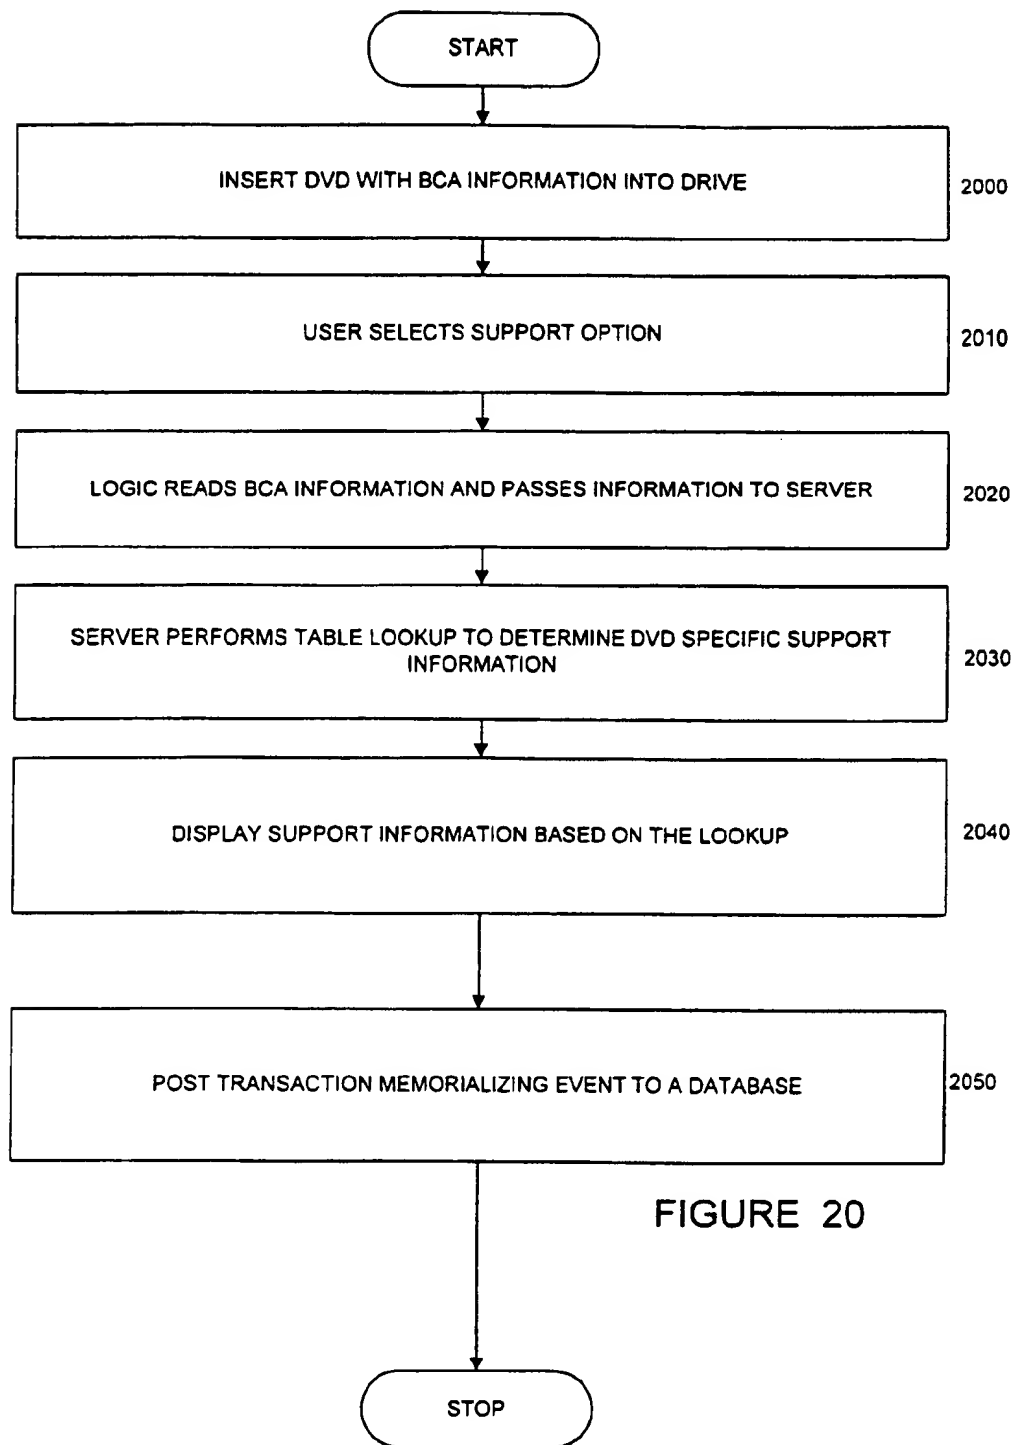 START
INSERT DVD WITH BCA INFORMATION INTO DRIVE
2000
USER SELECTS SUPPORT OPTION
2010
LOGIC READS BCA INFORMATION AND PASSES INFORMATION TO SERVER
2020
SERVER PERFORMS TABLE LOOKUP TO DETERMINE DVD SPECIFIC SUPPORT
INFORMATION
2030
DISPLAY SUPPORT INFORMATION BASED ON THE LOOKUP
2040
POST TRANSACTION MEMORIALIZING EVENT TO A DATABASE
2050
FIGURE 20
STOP